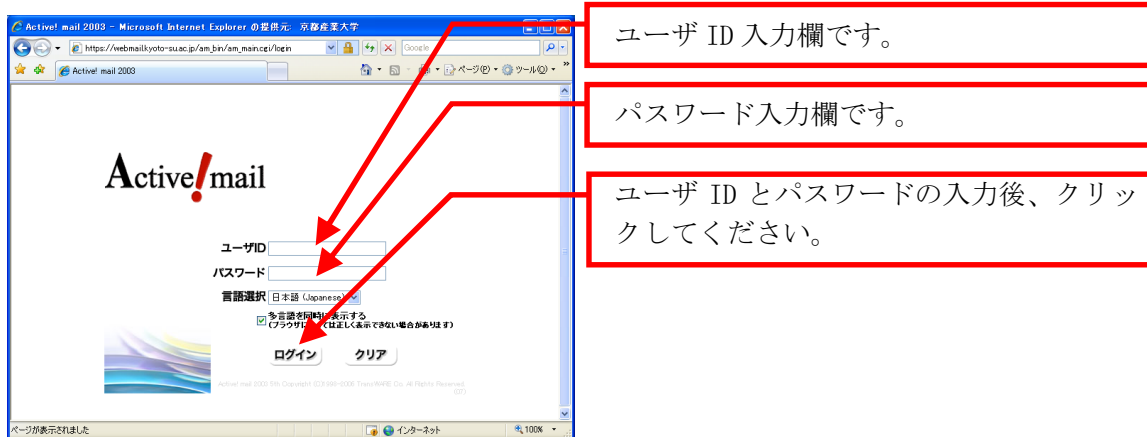 Active! mail 2003 - Microsoft Internet Explorer の提供元: 京都産業大学
https://webmail.kyoto-su.ac.jp/am_bin/am_main.cgi/login
Google
Active! mail 2003
ページ(P)
ツール(O)
Active! mail
ユーザID
パスワード
言語選択 日本語 (Japanese)
多言語を同時に表示する
(ブラウザ ては正しく表示できない場合があります)
ログイン クリア
Active! mail 2003
All Rights Reserved.
ページが表示されました
インターネット
100%
ユーザ ID 入力欄です。
パスワード入力欄です。
ユーザ ID とパスワードの入力後、クリッ
クしてください。